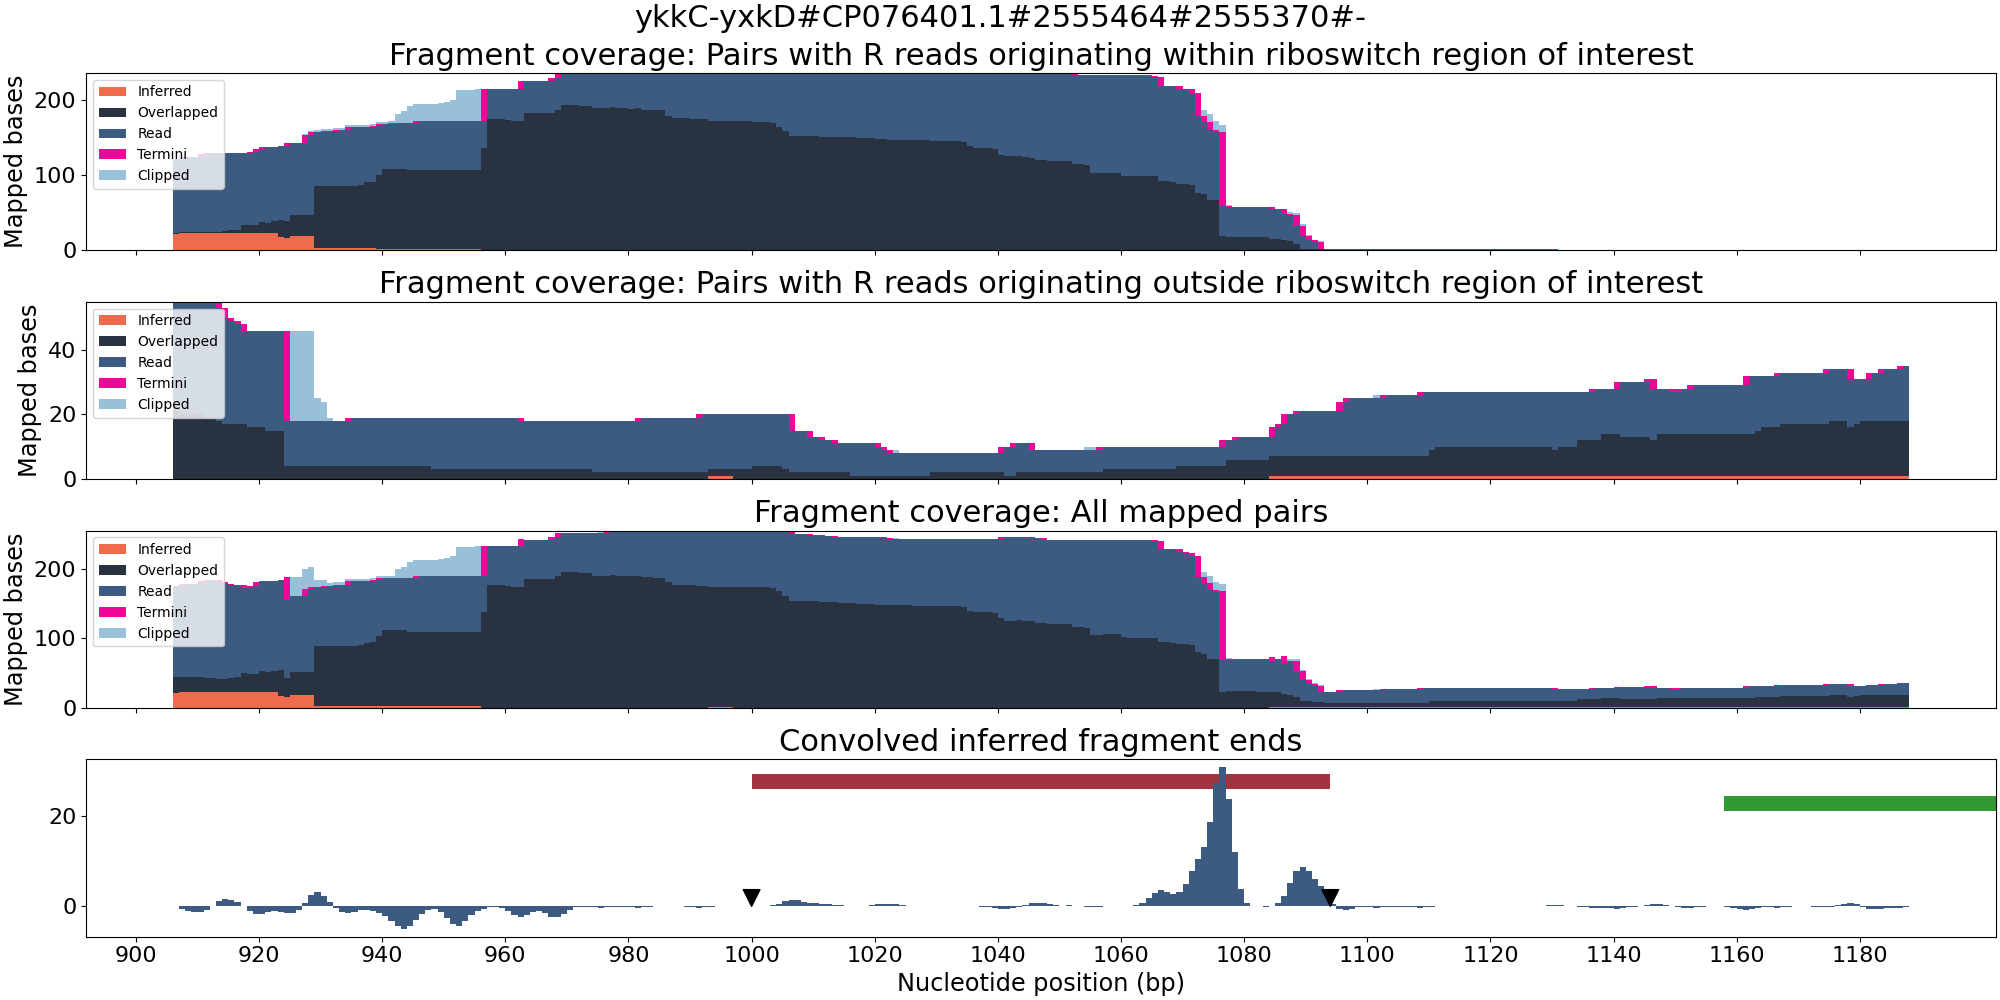 ykkC-yxkD#CP076401.1#2555464#2555370#-
Fragment coverage: Pairs with R reads originating within riboswitch region of interest
Mapped bases
200
100
0
Inferred
Overlapped
Read
Termini
Clipped
Fragment coverage: Pairs with R reads originating outside riboswitch region of interest
Mapped bases
40
20
0
Inferred
Overlapped
Read
Termini
Clipped
Fragment coverage: All mapped pairs
Mapped bases
200
100
0
Inferred
Overlapped
Read
Termini
Clipped
Convolved inferred fragment ends
20
0
900 920 940 960 980 1000 1020 1040 1060 1080 1100 1120 1140 1160 1180
Nucleotide position (bp)